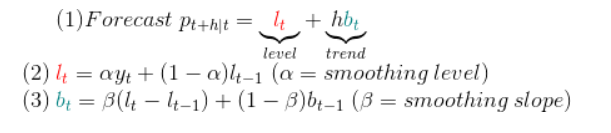 (1)Forecast p_{t+h|t} = l_t + hb_t
level trend
(2) l_t = αy_t + (1 − α)l_{t−1} (α = smoothing level)
(3) b_t = β(l_t − l_{t−1}) + (1 − β)b_{t−1} (β = smoothing slope)